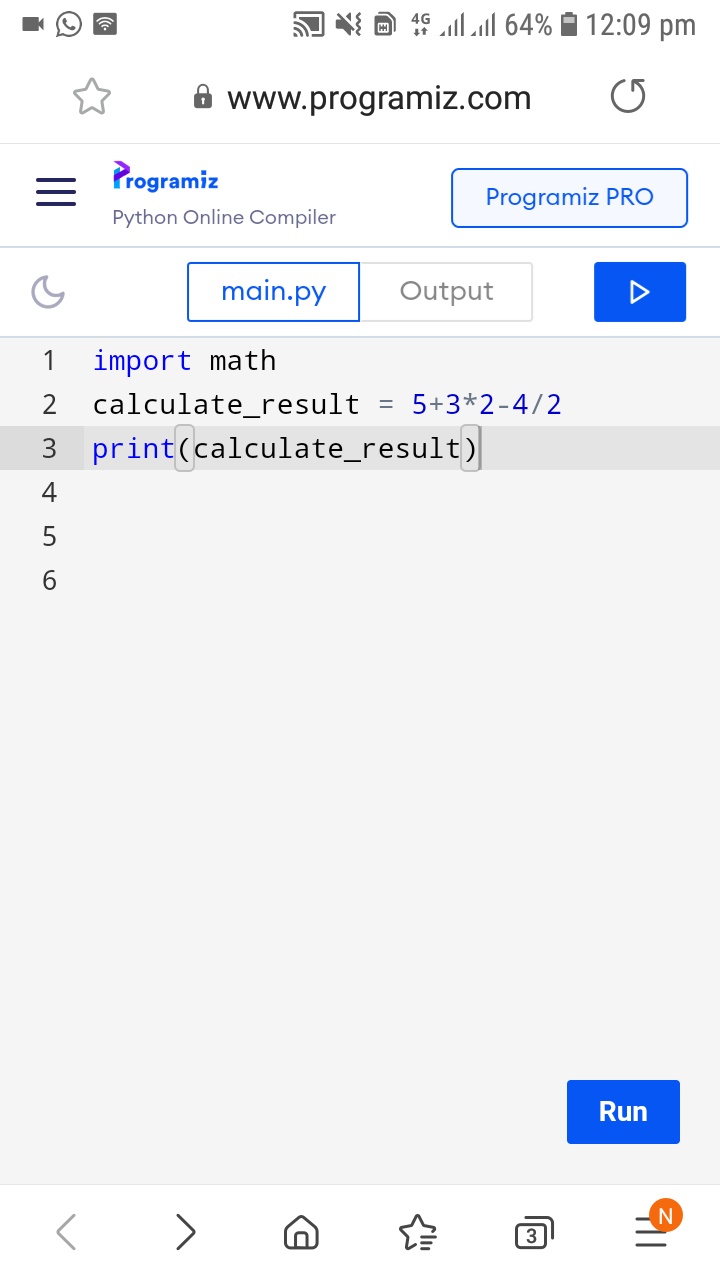 4G 64% 12:09 pm
www.programiz.com
Programiz
Python Online Compiler
Programiz PRO
main.py
Output
1 import math
2 calculate_result = 5+3*2-4/2
3 print(calculate_result)
4
5
6
Run
3
N